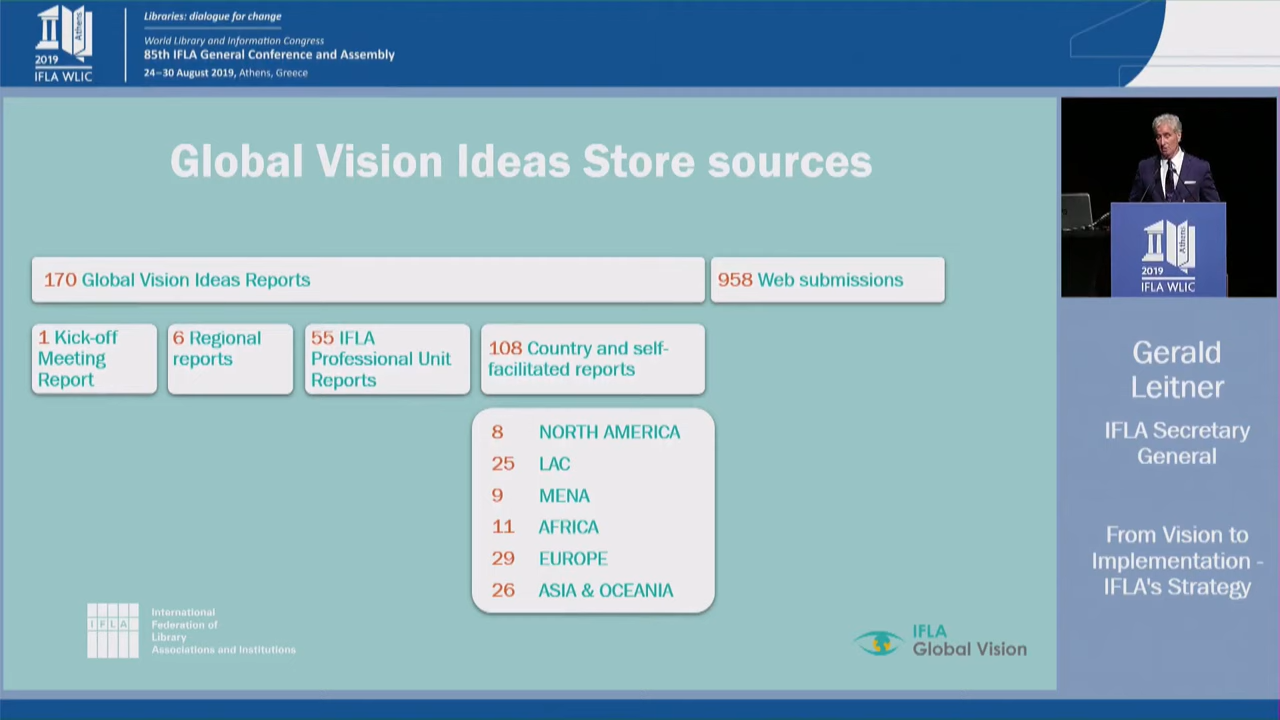 Libraries: dialogue for change
World Library and Information Congress
85th IFLA General Conference and Assembly
24–30 August 2019, Athens, Greece
Athens
2019
IFLA WLIC
Global Vision Ideas Store sources
170 Global Vision Ideas Reports
958 Web submissions
1 Kick-off
Meeting
Report
6 Regional
reports
55 IFLA
Professional Unit
Reports
108 Country and self-
facilitated reports
8 NORTH AMERICA
25 LAC
9 MENA
11 AFRICA
29 EUROPE
26 ASIA & OCEANIA
IFLA
International
Federation of
Library
Associations and Institutions
IFLA
Global Vision
Athens
2019
IFLA WLIC
Gerald
Leitner
IFLA Secretary
General
From Vision to
Implementation -
IFLA's Strategy